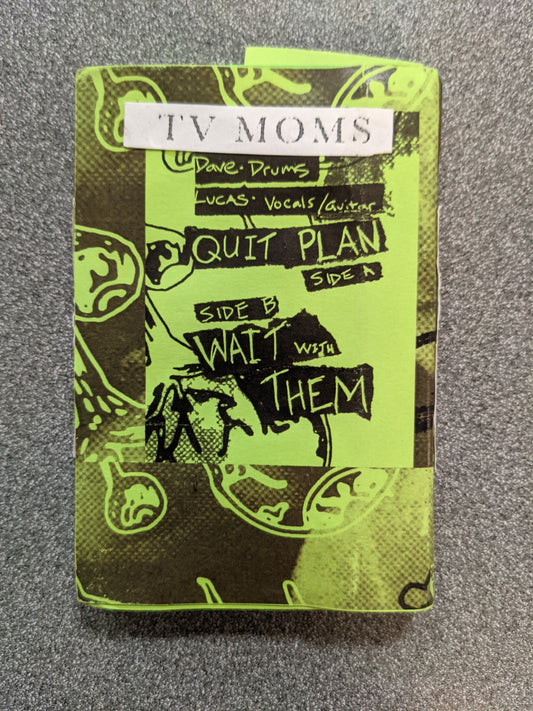 TV MOMS
Dave · Drums
Lucas · Vocals/Guitar
QUIT PLAN
SIDE A
SIDE B
WAIT WITH
THEM